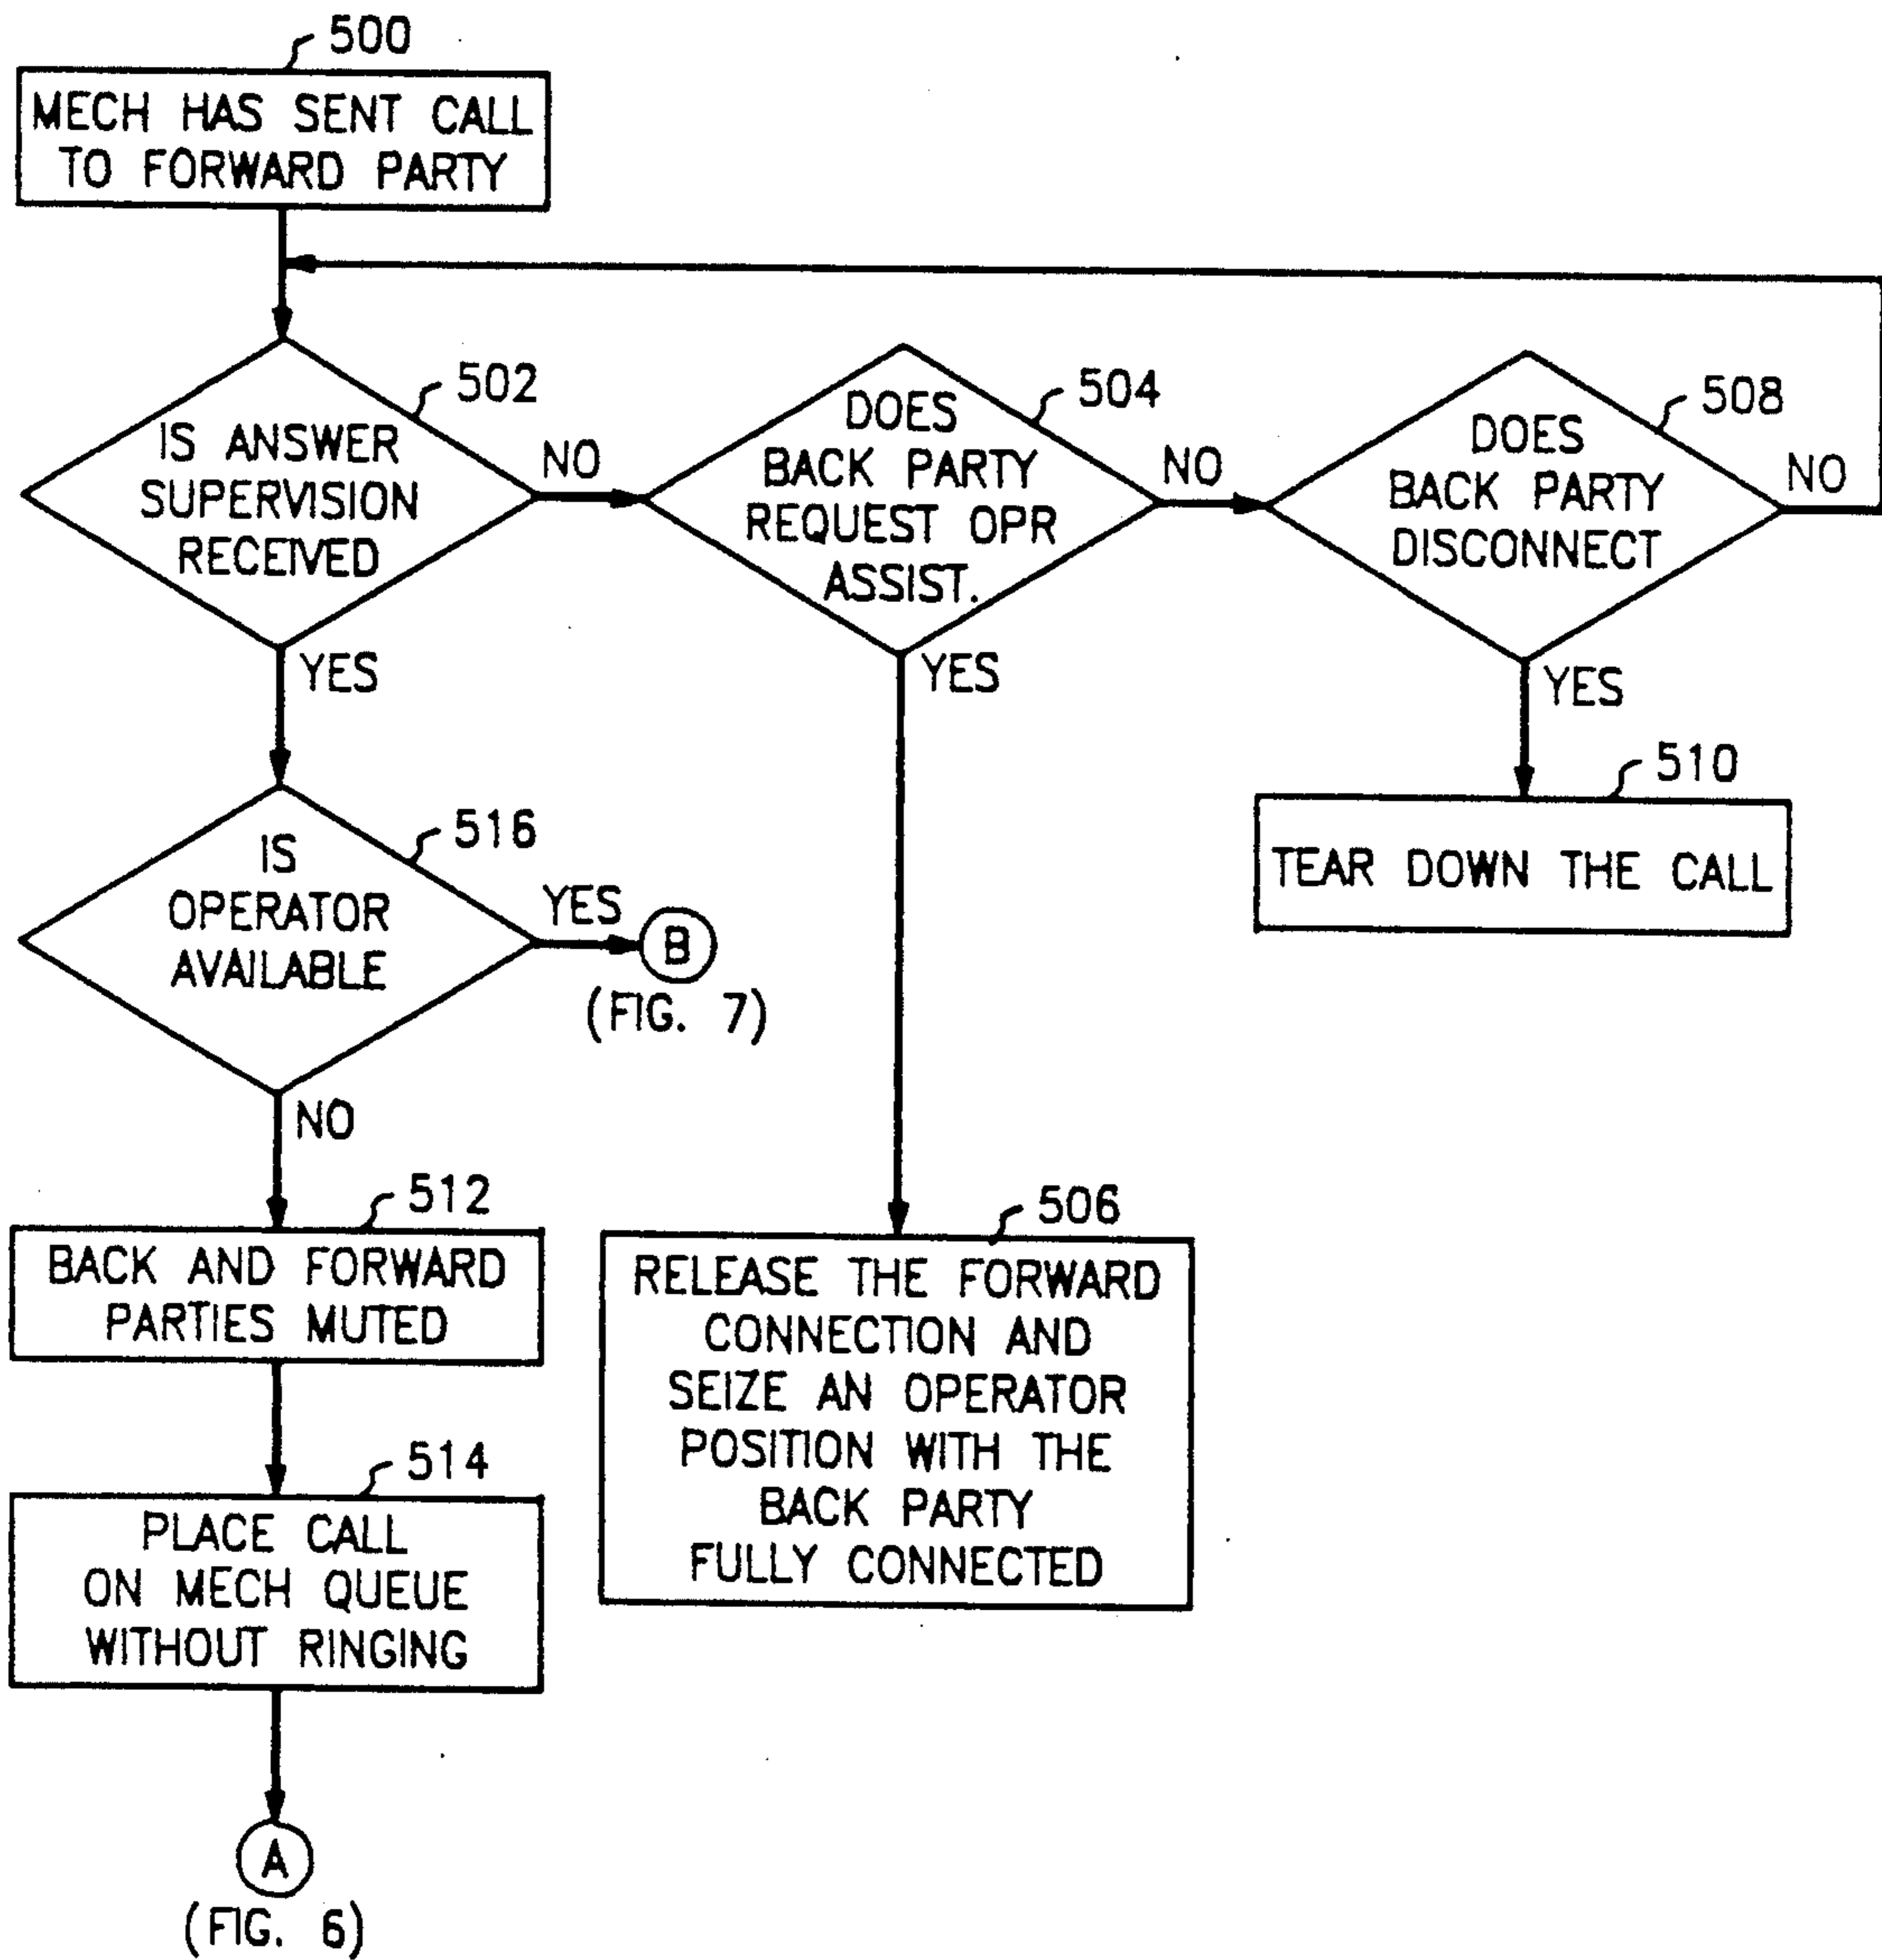 500
MECH HAS SENT CALL
TO FORWARD PARTY
502
IS ANSWER
SUPERVISION
RECEIVED
NO
YES
504
DOES
BACK PARTY
REQUEST OPR
ASSIST.
NO
YES
508
DOES
BACK PARTY
DISCONNECT
NO
YES
510
TEAR DOWN THE CALL
516
IS
OPERATOR
AVAILABLE
YES
B
(FIG. 7)
NO
512
BACK AND FORWARD
PARTIES MUTED
506
RELEASE THE FORWARD
CONNECTION AND
SEIZE AN OPERATOR
POSITION WITH THE
BACK PARTY
FULLY CONNECTED
514
PLACE CALL
ON MECH QUEUE
WITHOUT RINGING
A
(FIG. 6)